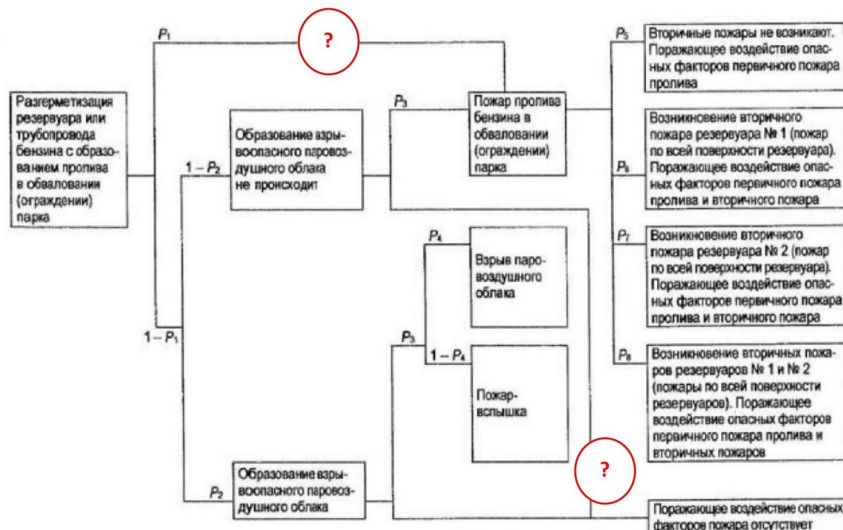 P1
?
P5
Вторичные пожары не возникают.
Поражающее воздействие опас-
ных факторов первичного пожара
пролива
Разгерметизация
резервуара или
трубопровода
бензина с образо-
ванием пролива
в обваловании
(ограждении)
парка
1 – P2
Образование взры-
воопасного паровоз-
душного облака
не происходит
P3
Пожар пролива
бензина в
обваловании
(ограждении)
парка
P6
Возникновение вторичного
пожара резервуара № 1 (пожар
по всей поверхности резервуара).
Поражающее воздействие опас-
ных факторов первичного пожара
пролива и вторичного пожара
P7
Возникновение вторичного
пожара резервуара № 2 (пожар
по всей поверхности резервуара).
Поражающее воздействие опас-
ных факторов первичного пожара
пролива и вторичного пожара
1 – P1
P4
Взрыв паро-
воздушного
облака
P3
1 – P4
Пожар-
вспышка
P8
Возникновение вторичных пожа-
ров резервуаров № 1 и № 2
(пожары по всей поверхности
резервуаров). Поражающее
воздействие опасных факторов
первичного пожара пролива и
вторичных пожаров
?
P2
Образование взры-
воопасного паровоз-
душного облака
Поражающее воздействие опасных
факторов пожара отсутствует